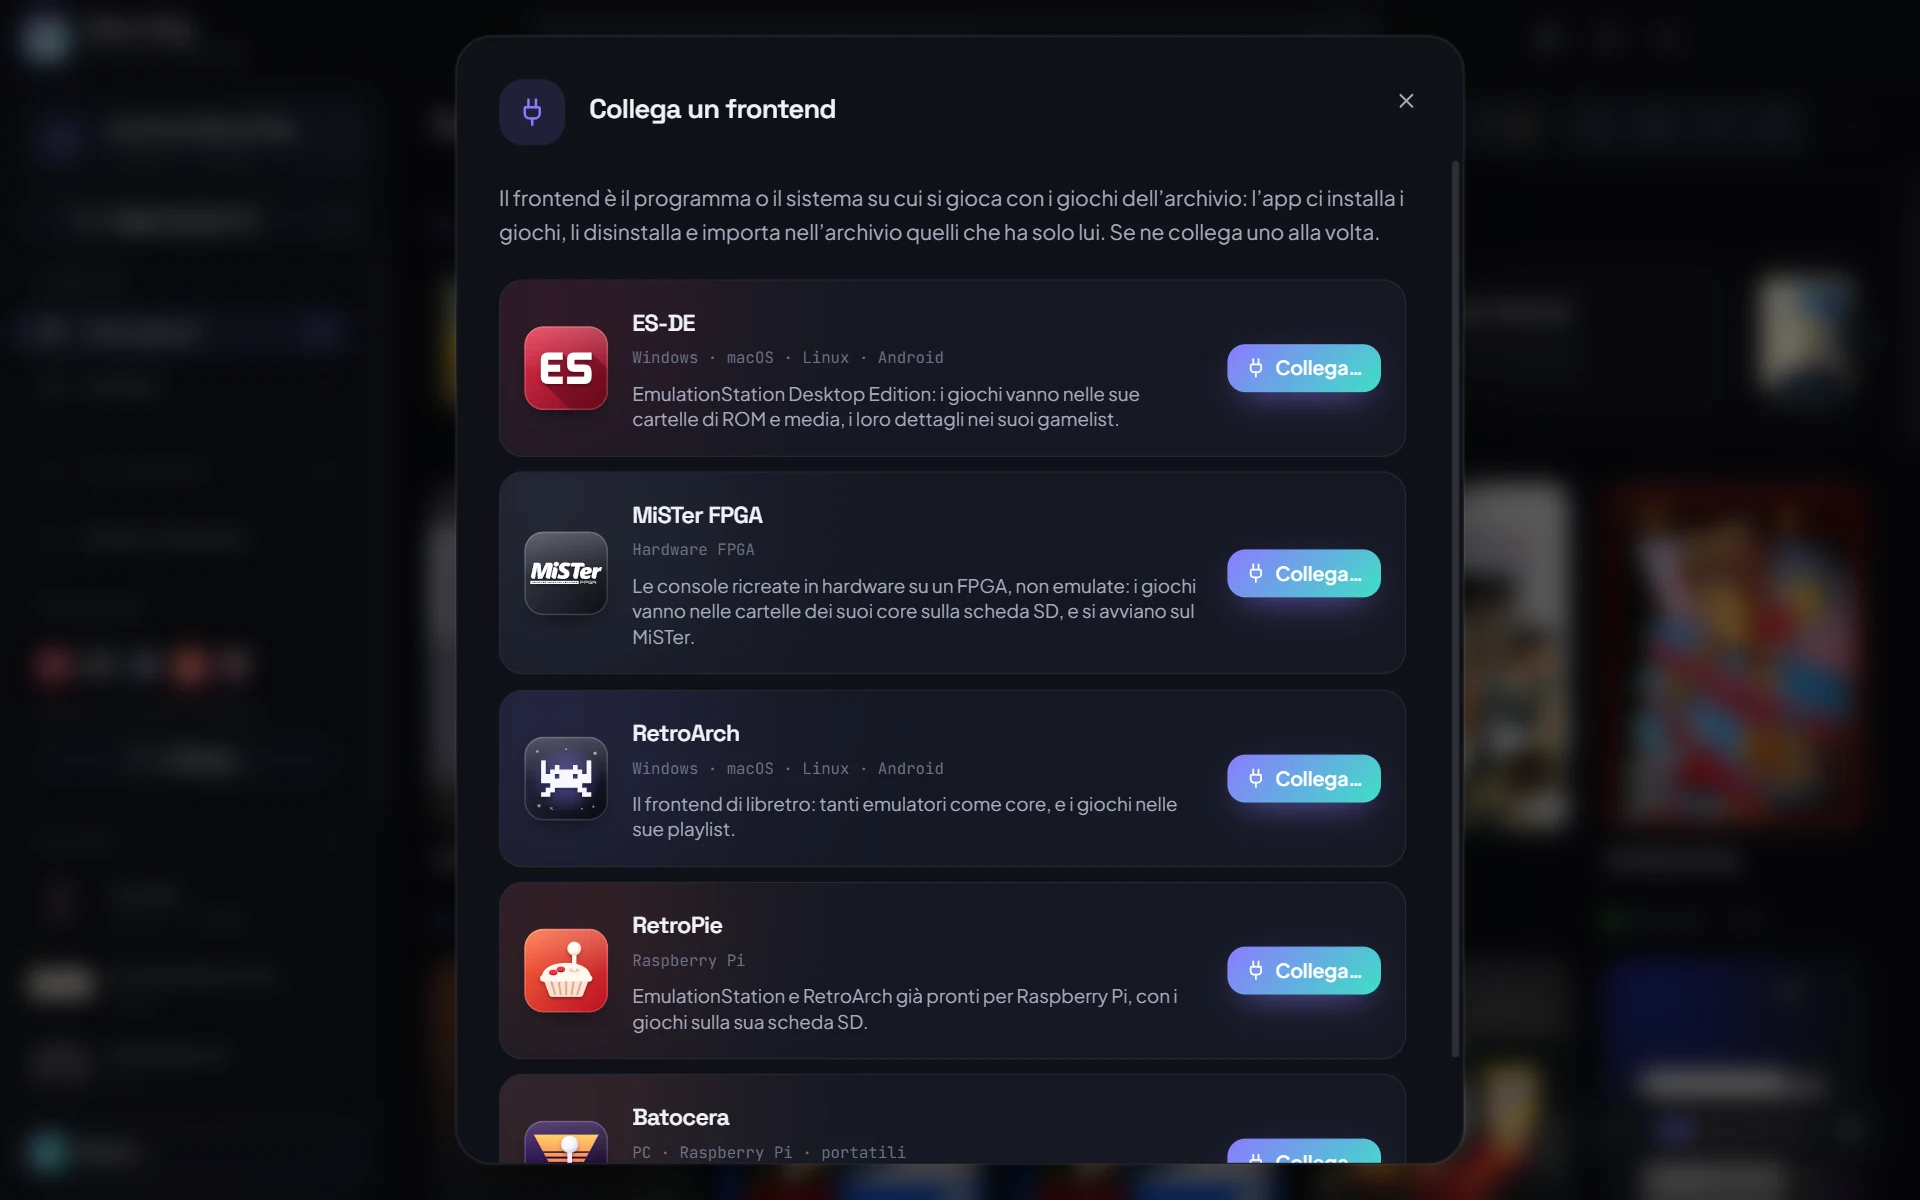 Collega un frontend
Il frontend è il programma o il sistema su cui si gioca con i giochi dell’archivio: l’app ci installa i
giochi, li disinstalla e importa nell’archivio quelli che ha solo lui. Se ne collega uno alla volta.
ES
ES-DE
Windows · macOS · Linux · Android
EmulationStation Desktop Edition: i giochi vanno nelle sue
cartelle di ROM e media, i loro dettagli nei suoi gamelist.
Collega…
MiSTer
MiSTer FPGA
Hardware FPGA
Le console ricreate in hardware su un FPGA, non emulate: i giochi
vanno nelle cartelle dei suoi core sulla scheda SD, e si avviano sul
MiSTer.
Collega…
RetroArch
Windows · macOS · Linux · Android
Il frontend di libretro: tanti emulatori come core, e i giochi nelle
sue playlist.
Collega…
RetroPie
Raspberry Pi
EmulationStation e RetroArch già pronti per Raspberry Pi, con i
giochi sulla sua scheda SD.
Collega…
Batocera
PC · Raspberry Pi · portatili
Collega…